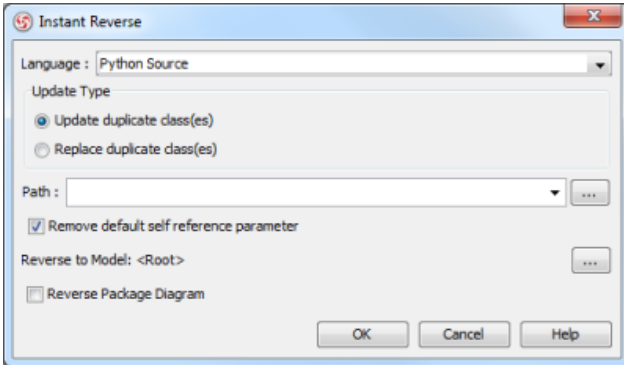 Instant Reverse
Language : Python Source
Update Type
Update duplicate class(es)
Replace duplicate class(es)
Path : ...
Remove default self reference parameter
Reverse to Model: <Root> ...
Reverse Package Diagram
OK Cancel Help